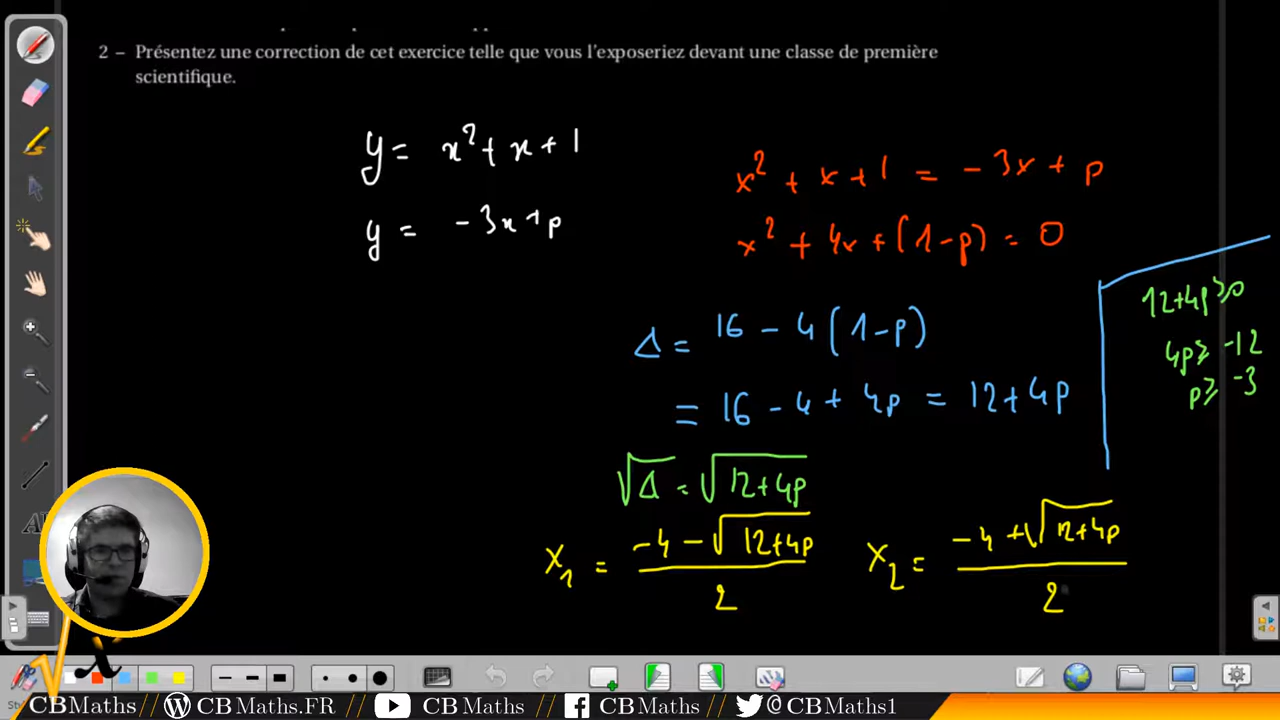 2 – Présentez une correction de cet exercice telle que vous l'exposeriez devant une classe de première
scientifique.
y = x² + x + 1
y = -3x + p
x² + x + 1 = -3x + p
x² + 4x + (1-p) = 0
Δ = 16 - 4(1-p)
= 16 - 4 + 4p = 12 + 4p
12+4p ≥ 0
4p ≥ -12
p ≥ -3
√Δ = √(12+4p)
x₁ = (-4 - √(12+4p)) / 2
x₂ = (-4 + √(12+4p)) / 2
CBMaths
CBMaths.FR
CBMaths
CBMaths
@CBMaths1